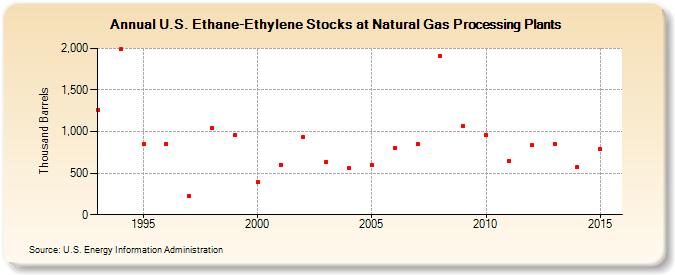 Annual U.S. Ethane-Ethylene Stocks at Natural Gas Processing Plants
Thousand Barrels
2,000
1,500
1,000
500
0
1995 2000 2005 2010 2015
Source: U.S. Energy Information Administration